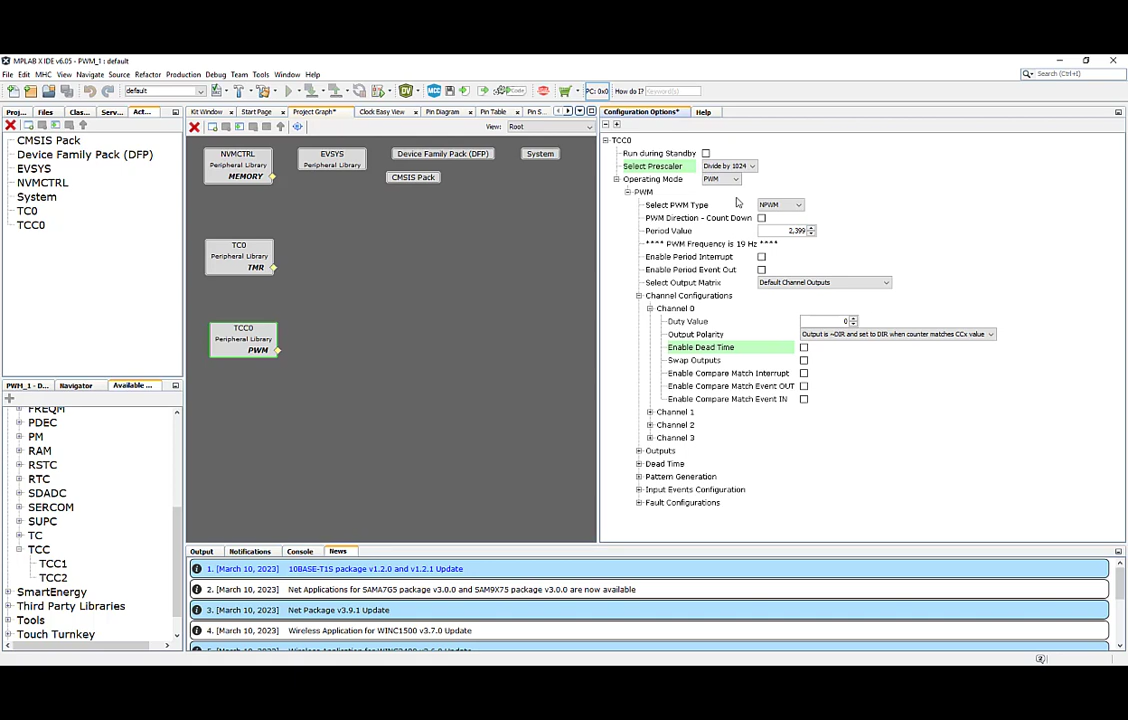 MPLAB X IDE v6.05 - PWM_1 : default
File Edit MHC View Navigate Source Refactor Production Debug Team Tools Window Help
Search (Ctrl+I)
default PC: 0x0 How do I? Keyword(s)
Proj... Files Clas... Serv... Act...
Kit Window Start Page Project Graph* Clock Easy View Pin Diagram Pin Table Pin S...
Configuration Options* Help
View: Root
CMSIS Pack
Device Family Pack (DFP)
EVSYS
NVMCTRL
System
TC0
TCC0
NVMCTRL
Peripheral Library
MEMORY
EVSYS
Peripheral Library
Device Family Pack (DFP)
System
CMSIS Pack
TC0
Peripheral Library
TMR
TCC0
Peripheral Library
PWM
TCC0
Run during Standby
Select Prescaler Divide by 1024
Operating Mode PWM
PWM
Select PWM Type NPWM
PWM Direction - Count Down
Period Value 2,399
**** PWM Frequency is 19 Hz ****
Enable Period Interrupt
Enable Period Event Out
Select Output Matrix Default Channel Outputs
Channel Configurations
Channel 0
Duty Value 0
Output Polarity Output is ~DIR and set to DIR when counter matches CCx value
Enable Dead Time
Swap Outputs
Enable Compare Match Interrupt
Enable Compare Match Event OUT
Enable Compare Match Event IN
Channel 1
Channel 2
Channel 3
Outputs
Dead Time
Pattern Generation
Input Events Configuration
Fault Configurations
PWM_1 - D... Navigator Available ...
FREQM
PDEC
PM
RAM
RSTC
RTC
SDADC
SERCOM
SUPC
TC
TCC
TCC1
TCC2
SmartEnergy
Third Party Libraries
Tools
Touch Turnkey
Output Notifications Console News
1. [March 10, 2023] 10BASE-T1S package v1.2.0 and v1.2.1 Update
2. [March 10, 2023] Net Applications for SAMA7G5 package v3.0.0 and SAM9X75 package v3.0.0 are now available
3. [March 10, 2023] Net Package v3.9.1 Update
4. [March 10, 2023] Wireless Application for WINC1500 v3.7.0 Update